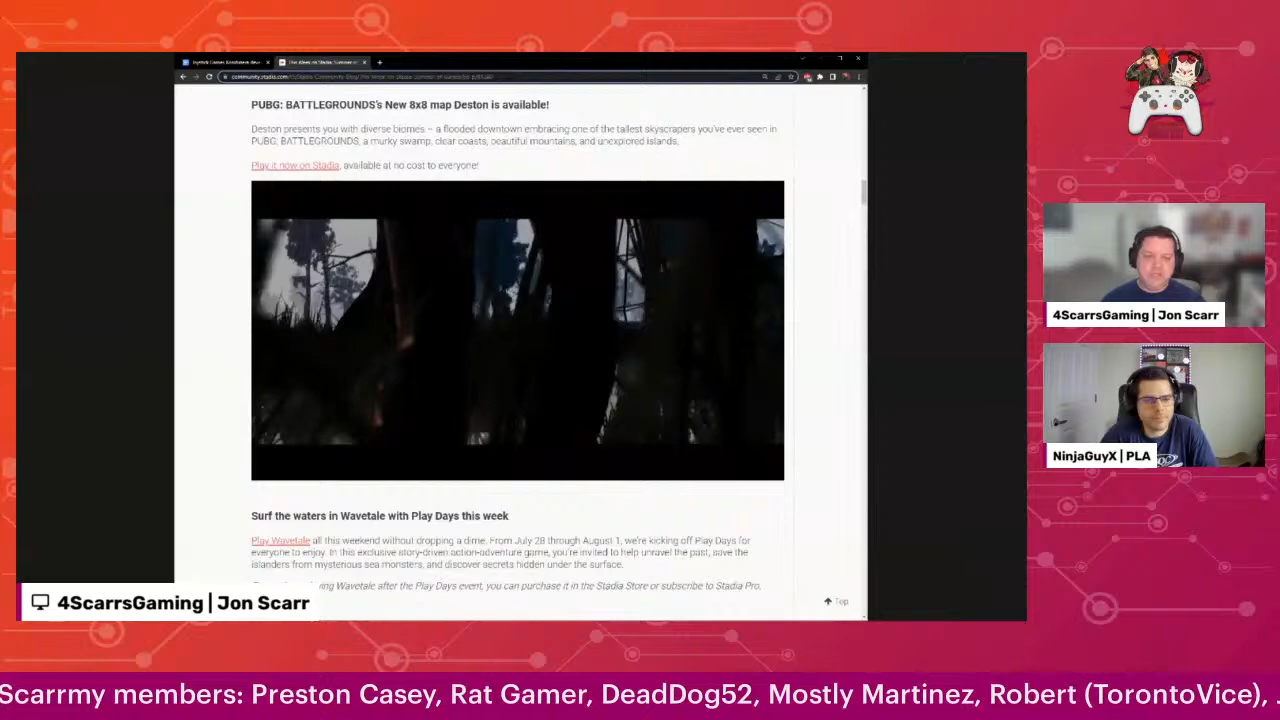 community.stadia.com
PUBG: BATTLEGROUNDS's New 8x8 map Deston is available!
Deston presents you with diverse biomes – a flooded downtown embracing one of the tallest skyscrapers you've ever seen in
PUBG: BATTLEGROUNDS, a murky swamp, clear coasts, beautiful mountains, and unexplored islands.
Play it now on Stadia, available at no cost to everyone!
Surf the waters in Wavetale with Play Days this week
Play Wavetale all this weekend without dropping a dime. From July 28 through August 1, we're kicking off Play Days for
everyone to enjoy. In this exclusive story-driven action-adventure game, you're invited to help unravel the past, save the
islanders from mysterious sea monsters, and discover secrets hidden under the surface.
ving Wavetale after the Play Days event, you can purchase it in the Stadia Store or subscribe to Stadia Pro.
Top
4ScarrsGaming | Jon Scarr
NinjaGuyX | PLA
4ScarrsGaming | Jon Scarr
Scarrmy members: Preston Casey, Rat Gamer, DeadDog52, Mostly Martinez, Robert (TorontoVice),